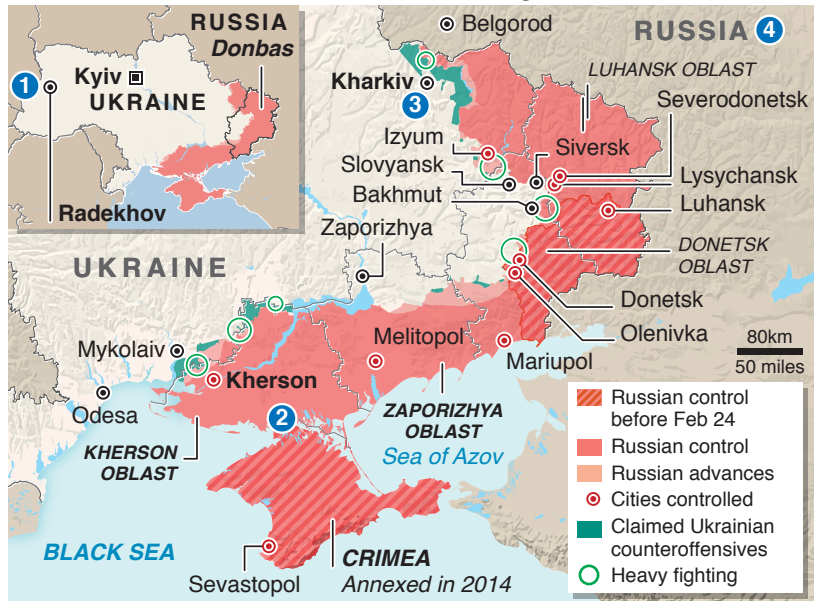 RUSSIA
Donbas
1
Kyiv
UKRAINE
Radekhov
Belgorod
RUSSIA 4
Kharkiv
3
LUHANSK OBLAST
Severodonetsk
Izyum
Siversk
Slovyansk
Lysychansk
Bakhmut
Luhansk
Zaporizhya
DONETSK
OBLAST
UKRAINE
Donetsk
Olenivka
80km
50 miles
Mykolaiv
Melitopol
Mariupol
Kherson
Odesa
2
ZAPORIZHYA
OBLAST
KHERSON
OBLAST
Sea of Azov
BLACK SEA
CRIMEA
Annexed in 2014
Sevastopol
Russian control
before Feb 24
Russian control
Russian advances
Cities controlled
Claimed Ukrainian
counteroffensives
Heavy fighting